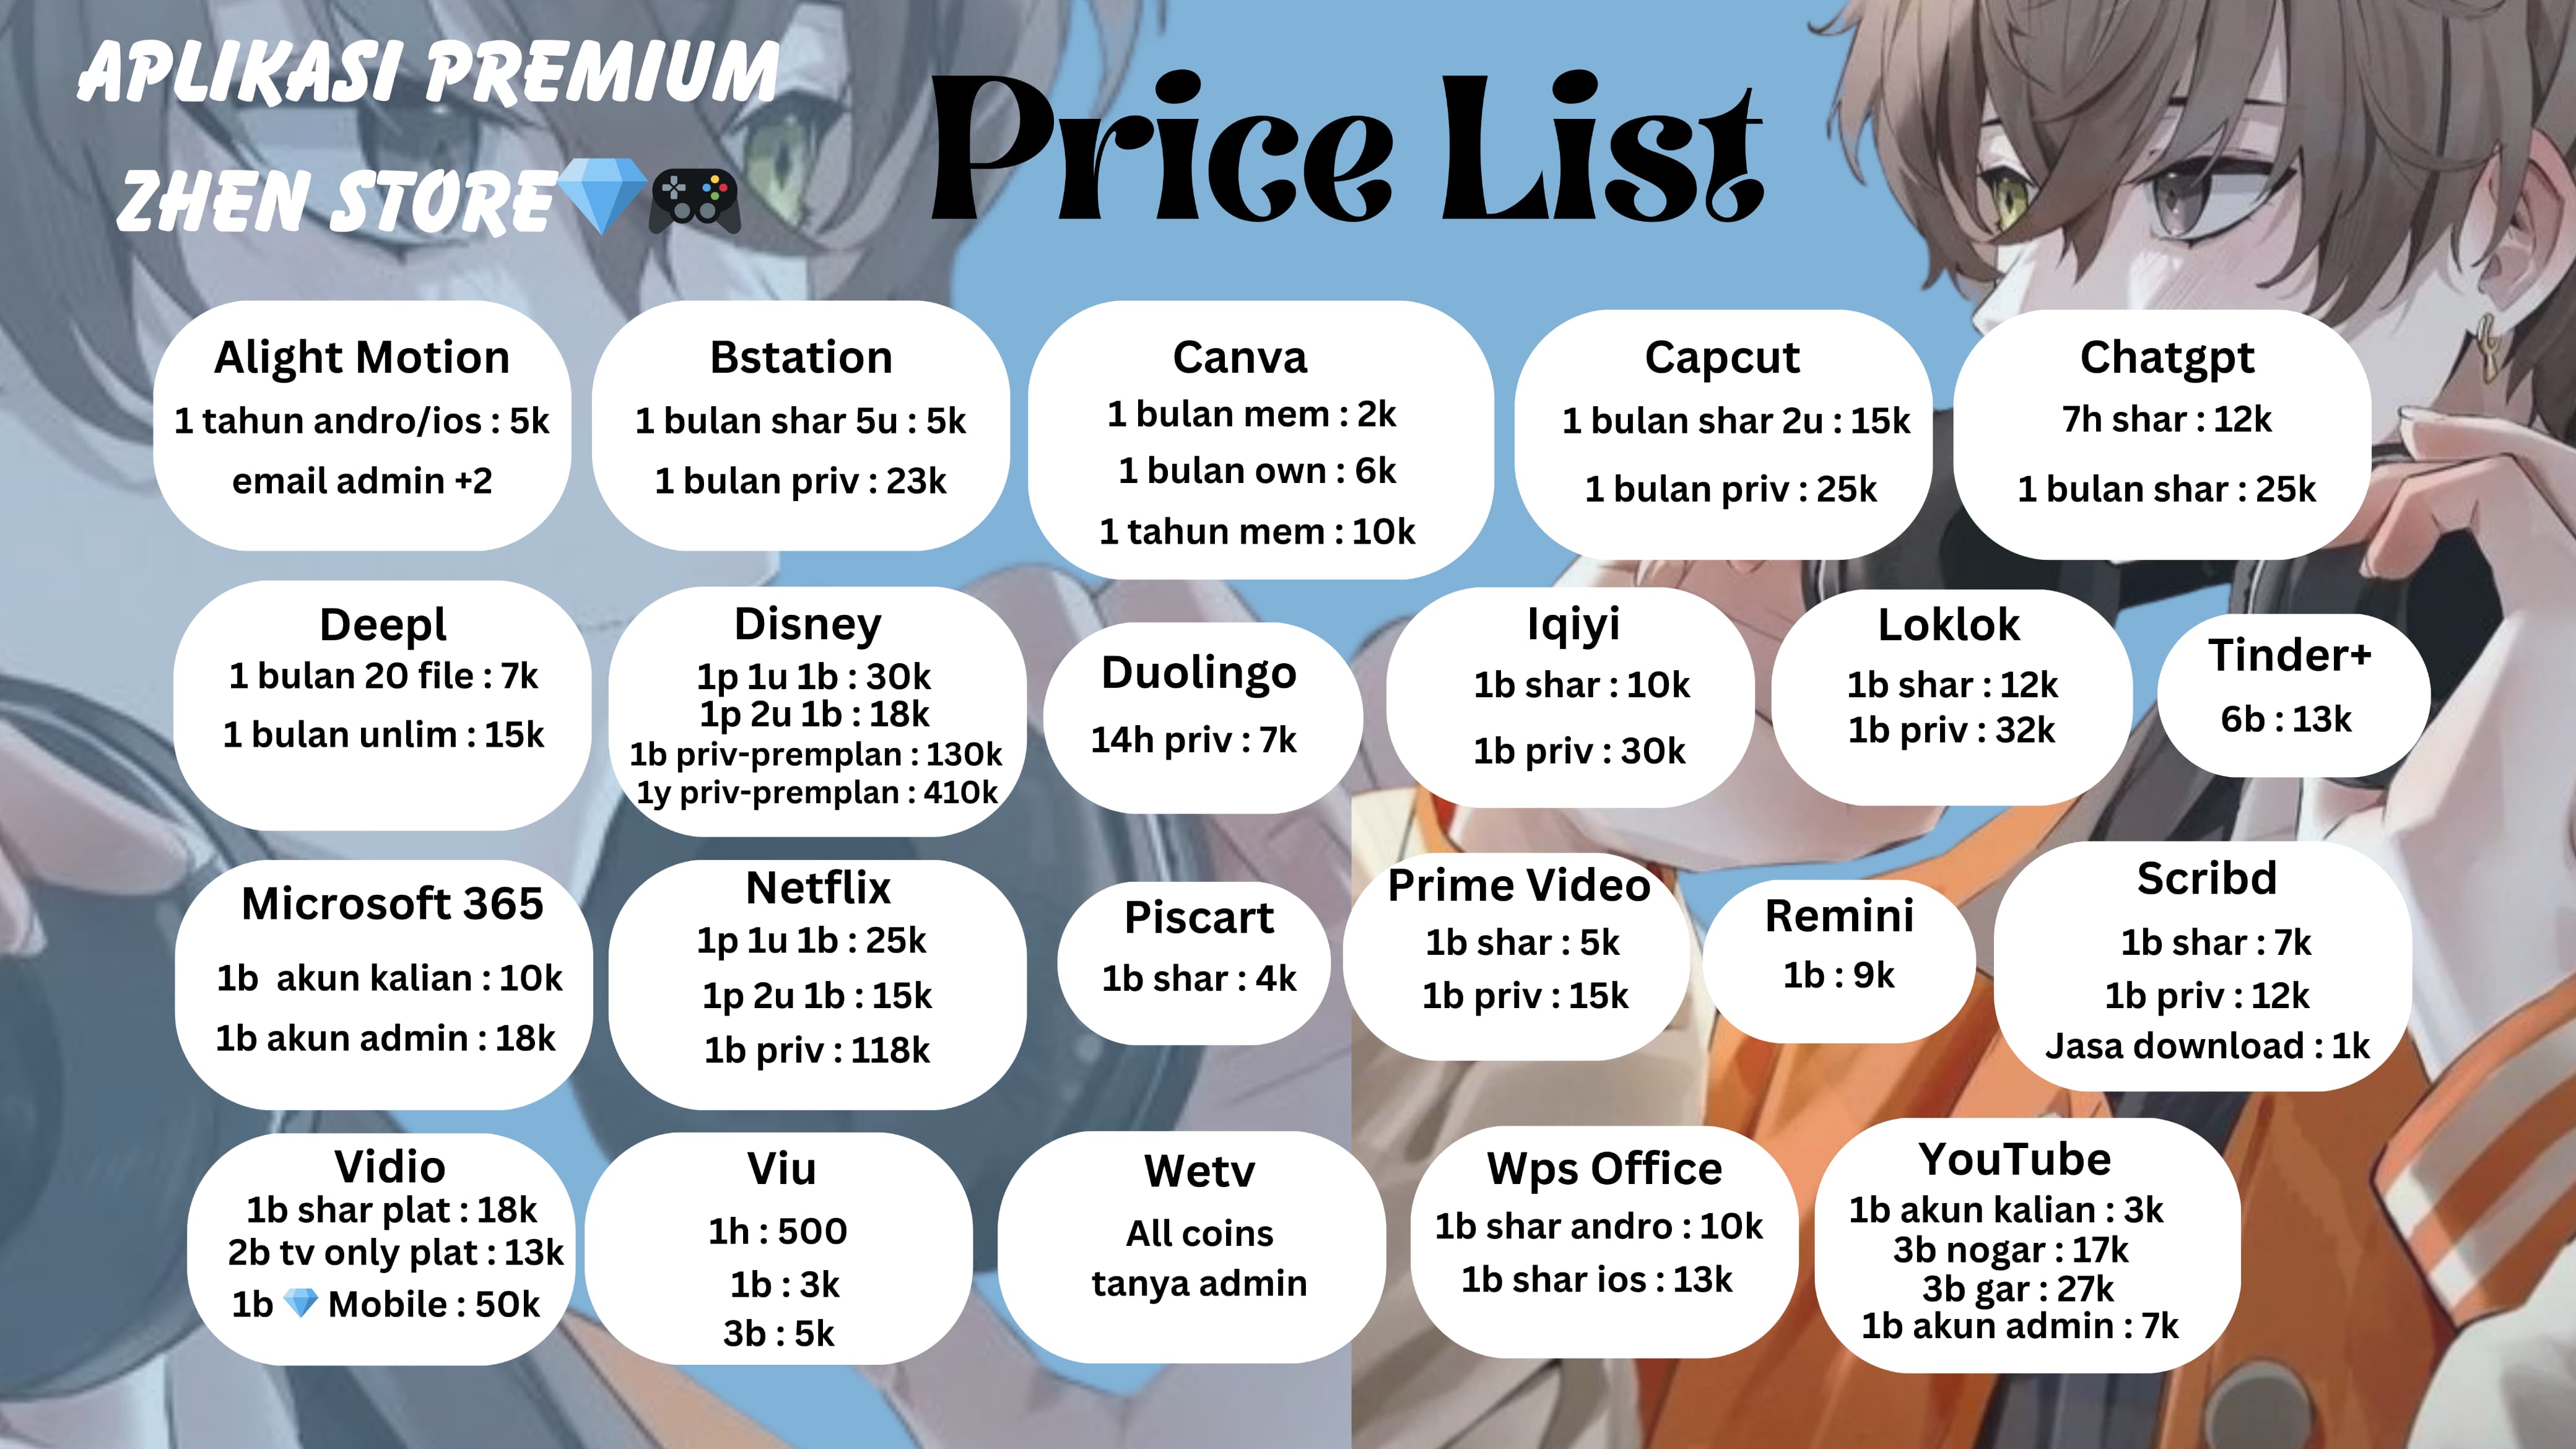 APLIKASI PREMIUM
ZHEN STORE💎🎮
Price List
Alight Motion
1 tahun andro/ios : 5k
email admin +2
Bstation
1 bulan shar 5u : 5k
1 bulan priv : 23k
Canva
1 bulan mem : 2k
1 bulan own : 6k
1 tahun mem : 10k
Capcut
1 bulan shar 2u : 15k
1 bulan priv : 25k
Chatgpt
7h shar : 12k
1 bulan shar : 25k
Deepl
1 bulan 20 file : 7k
1 bulan unlim : 15k
Disney
1p 1u 1b : 30k
1p 2u 1b : 18k
1b priv-premplan : 130k
1y priv-premplan : 410k
Duolingo
14h priv : 7k
Iqiyi
1b shar : 10k
1b priv : 30k
Loklok
1b shar : 12k
1b priv : 32k
Tinder+
6b : 13k
Microsoft 365
1b akun kalian : 10k
1b akun admin : 18k
Netflix
1p 1u 1b : 25k
1p 2u 1b : 15k
1b priv : 118k
Piscart
1b shar : 4k
Prime Video
1b shar : 5k
1b priv : 15k
Remini
1b : 9k
Scribd
1b shar : 7k
1b priv : 12k
Jasa download : 1k
Vidio
1b shar plat : 18k
2b tv only plat : 13k
1b 💎 Mobile : 50k
Viu
1h : 500
1b : 3k
3b : 5k
Wetv
All coins
tanya admin
Wps Office
1b shar andro : 10k
1b shar ios : 13k
YouTube
1b akun kalian : 3k
3b nogar : 17k
3b gar : 27k
1b akun admin : 7k